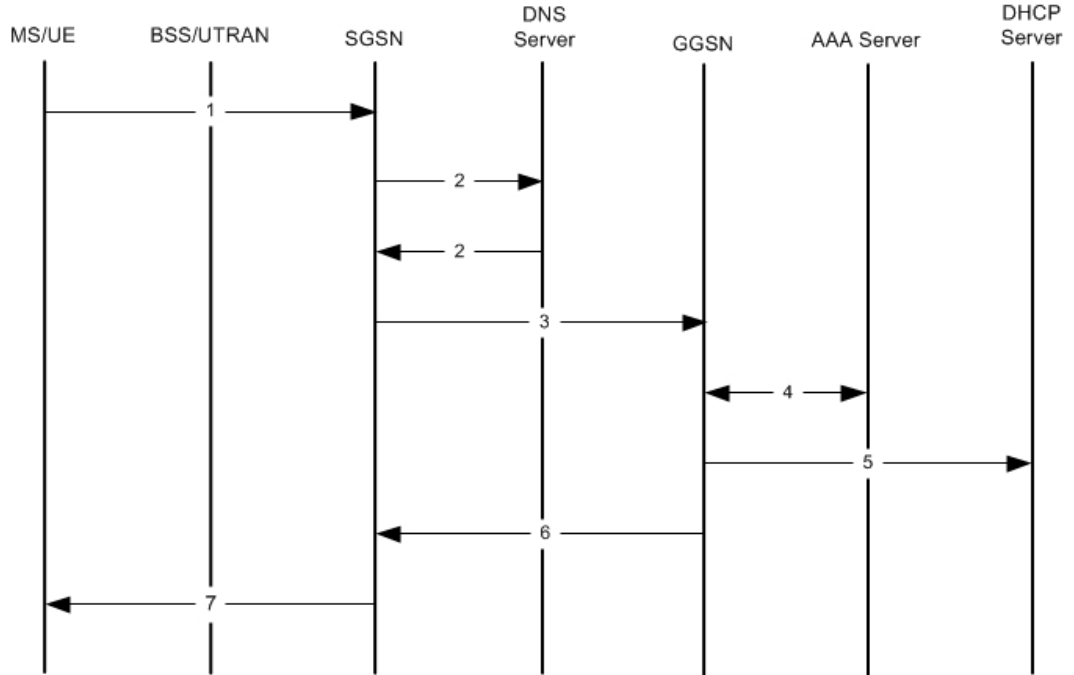 MS/UE
BSS/UTRAN
SGSN
DNS
Server
GGSN
AAA Server
DHCP
Server
1
2
2
3
4
5
6
7